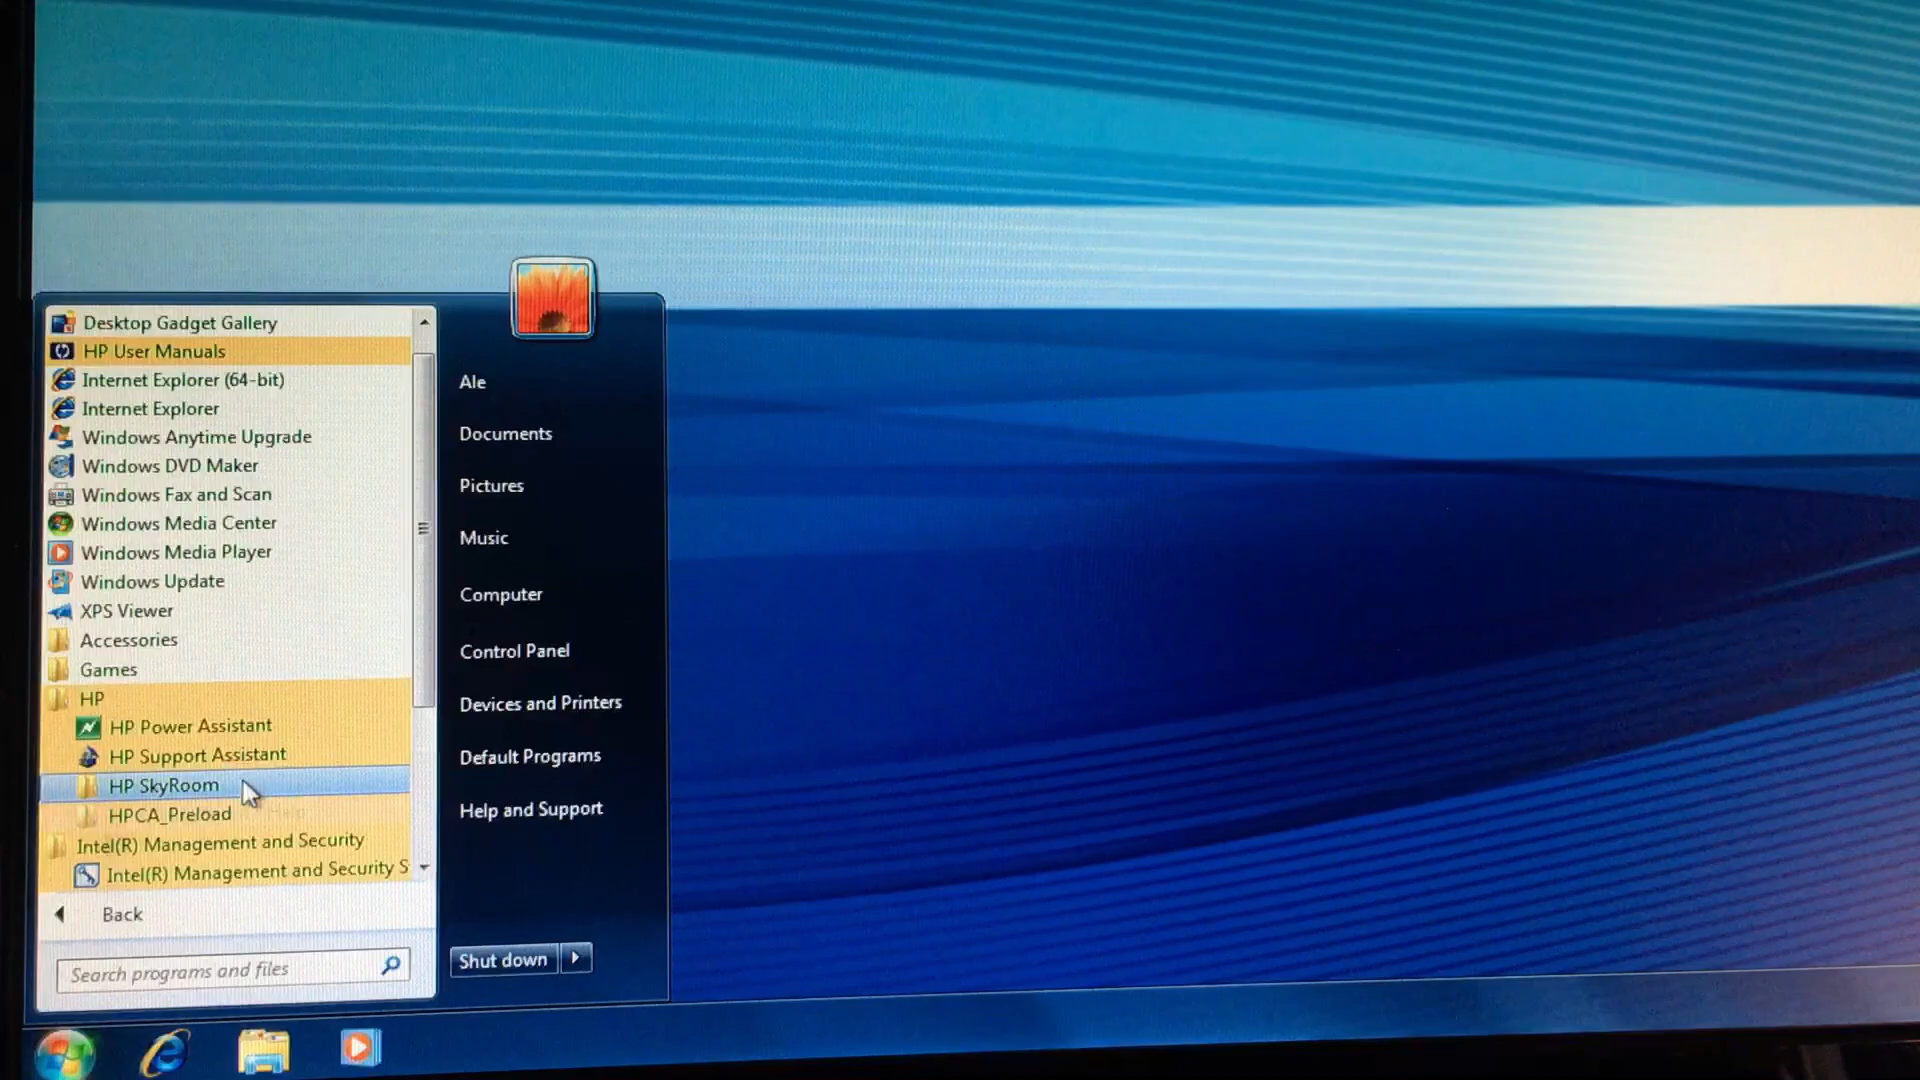 Desktop Gadget Gallery
HP User Manuals
Internet Explorer (64-bit)
Internet Explorer
Windows Anytime Upgrade
Windows DVD Maker
Windows Fax and Scan
Windows Media Center
Windows Media Player
Windows Update
XPS Viewer
Accessories
Games
HP
HP Power Assistant
HP Support Assistant
HP SkyRoom
HPCA_Preload
Intel(R) Management and Security
Intel(R) Management and Security S
Back
Search programs and files
Ale
Documents
Pictures
Music
Computer
Control Panel
Devices and Printers
Default Programs
Help and Support
Shut down